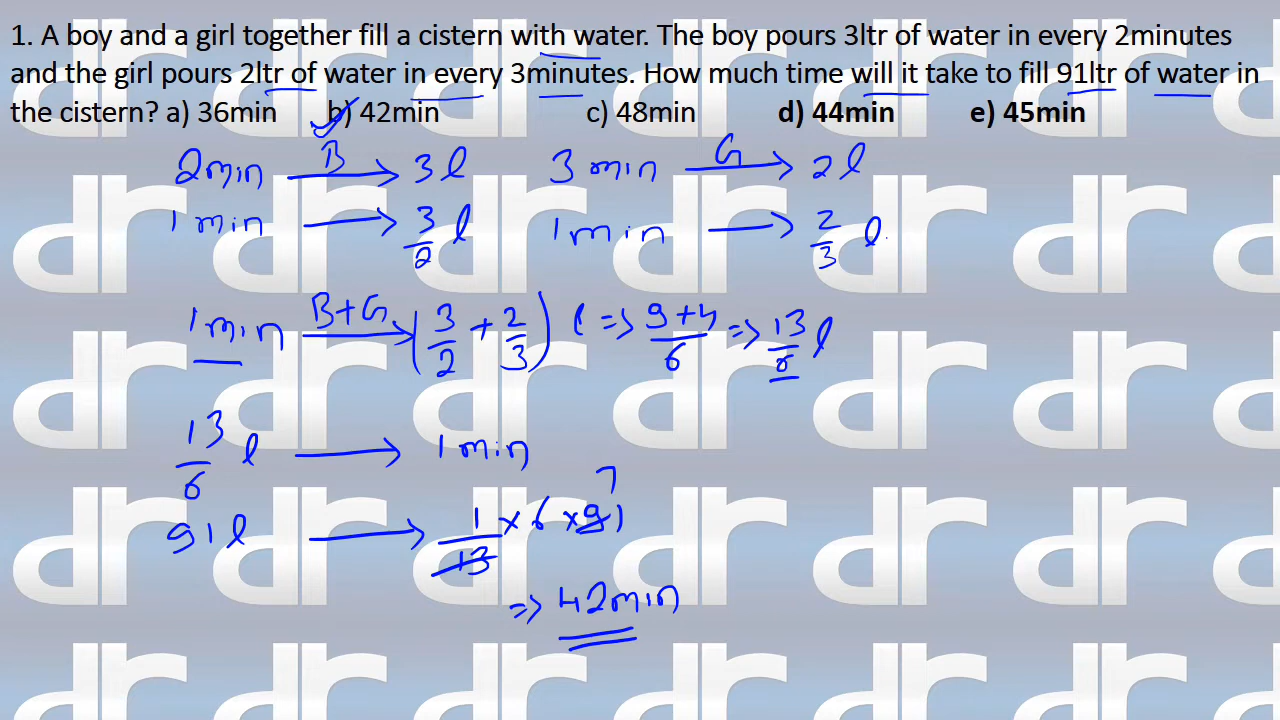 1. A boy and a girl together fill a cistern with water. The boy pours 3ltr of water in every 2minutes
and the girl pours 2ltr of water in every 3minutes. How much time will it take to fill 91ltr of water in
the cistern? a) 36min b) 42min c) 48min d) 44min e) 45min
2min B → 3 l 3 min G → 2 l
1 min → 3/2 l 1 min → 2/3 l
1 min B+G → (3/2 + 2/3) l => 9+4/6 => 13/6 l
13/6 l → 1 min
91 l → 1/13 × 6 × 91 7
=> 42min